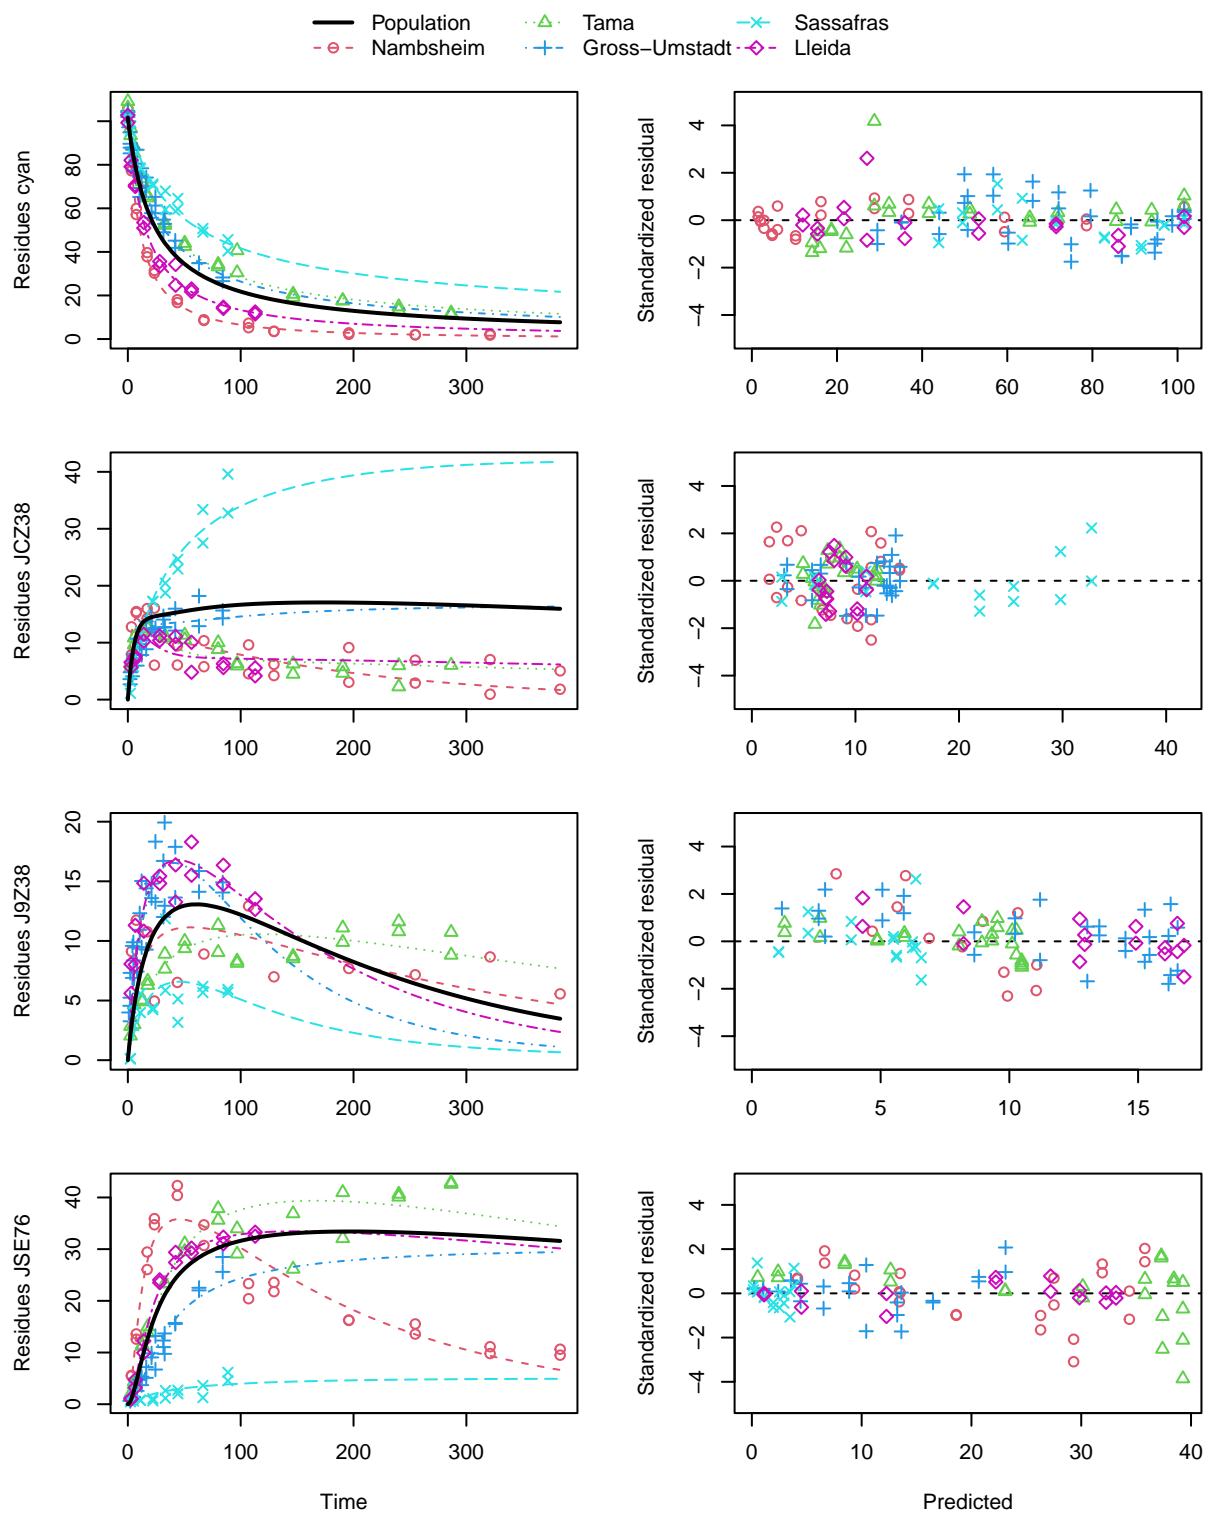 Population Tama Sassafras
Nambsheim Gross−Umstadt Lleida
Residues cyan
0 20 40 60 80
0 100 200 300
Standardized residual
−4 −2 0 2 4
0 20 40 60 80 100
Residues JCZ38
0 10 20 30 40
0 100 200 300
Standardized residual
−4 −2 0 2 4
0 10 20 30 40
Residues J9Z38
0 5 10 15 20
0 100 200 300
Standardized residual
−4 −2 0 2 4
0 5 10 15
Residues JSE76
0 10 20 30 40
0 100 200 300
Time
Standardized residual
−4 −2 0 2 4
0 10 20 30 40
Predicted